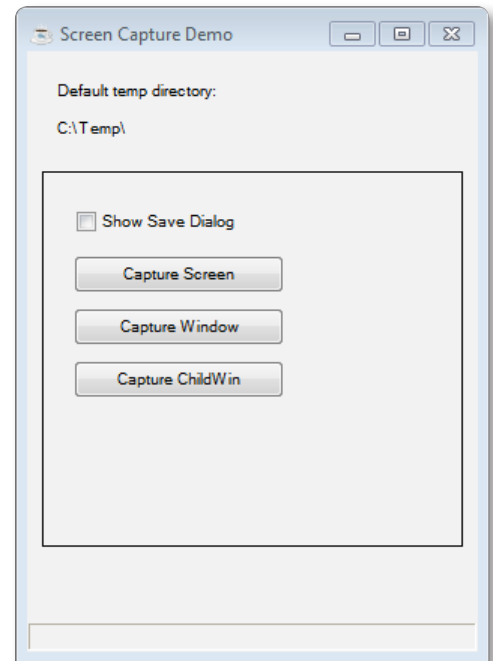 Screen Capture Demo
Default temp directory:
C:\Temp\
Show Save Dialog
Capture Screen
Capture Window
Capture ChildWin